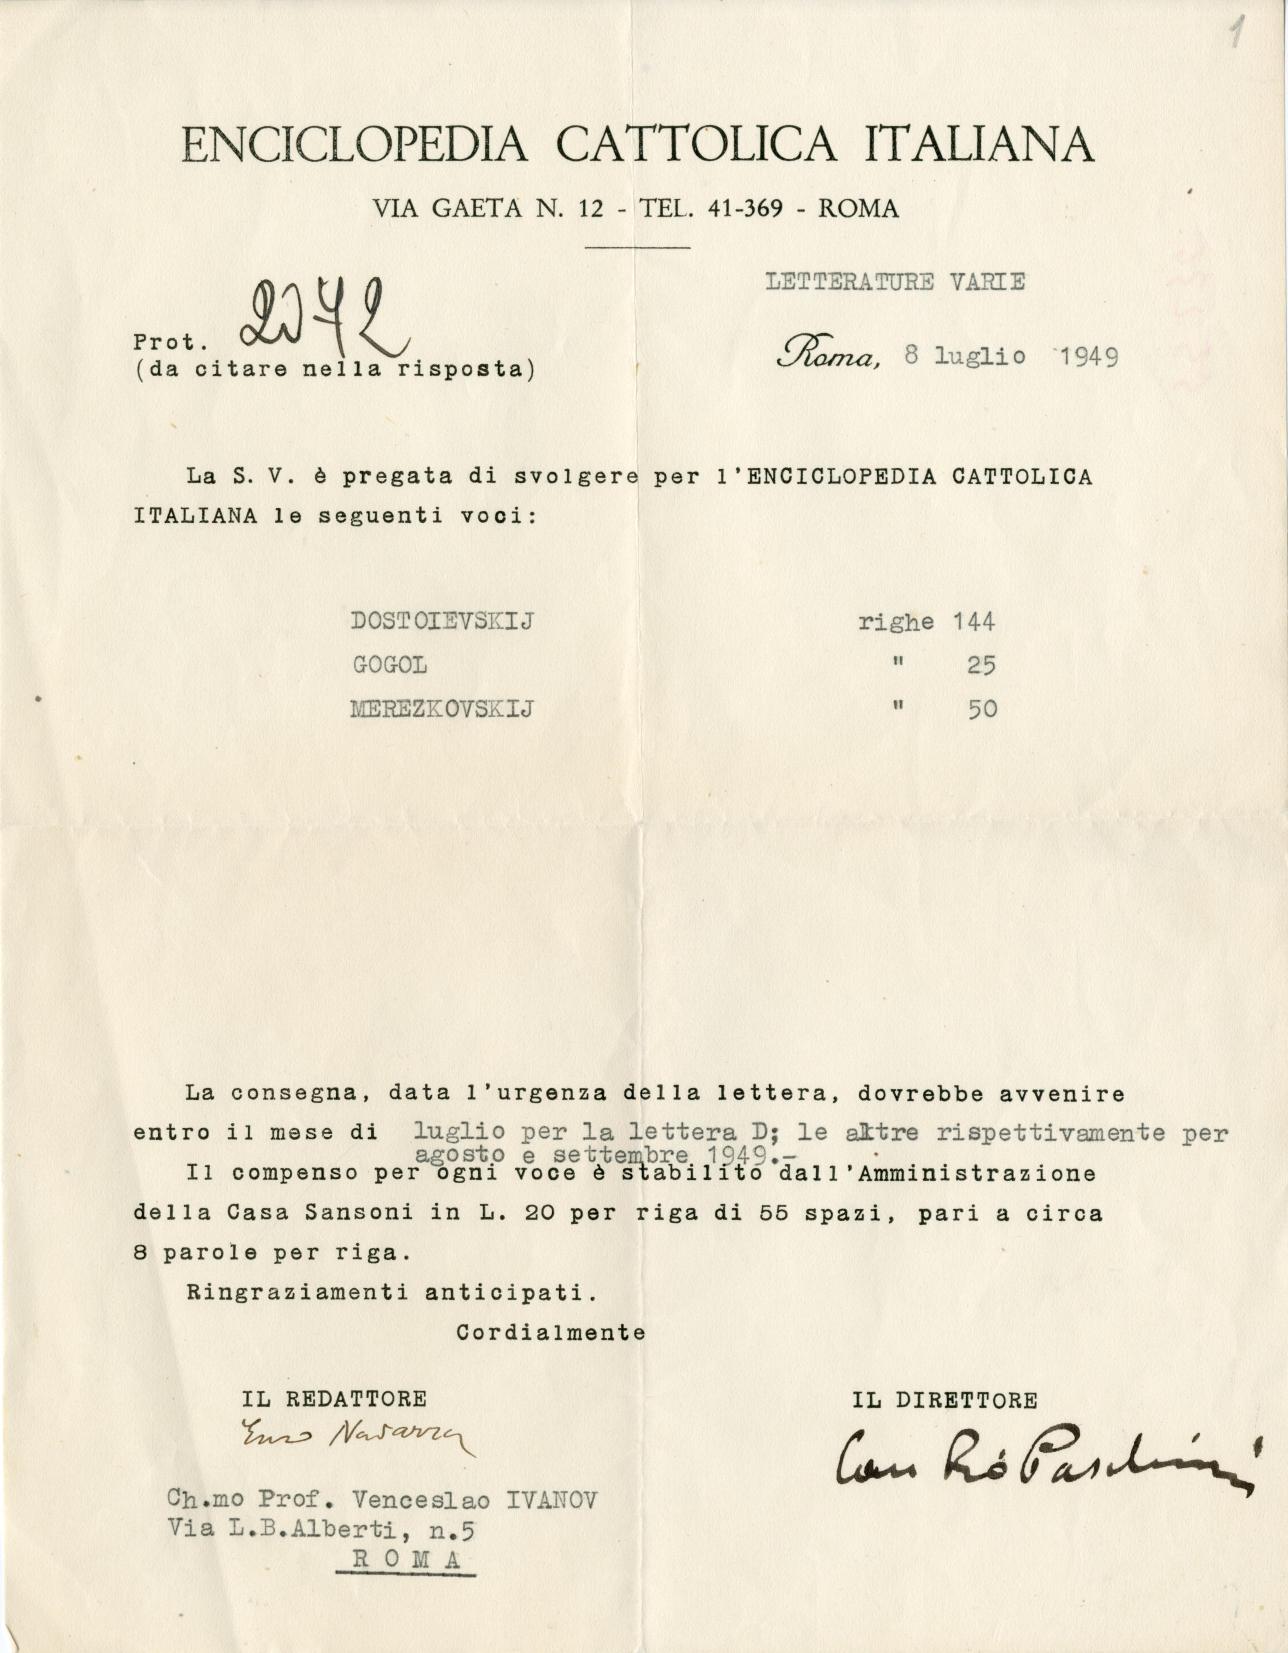 1
ENCICLOPEDIA CATTOLICA ITALIANA
VIA GAETA N. 12 - TEL. 41-369 - ROMA
LETTERATURE VARIE
Prot. 2072
(da citare nella risposta)
Roma, 8 luglio 1949
La S. V. è pregata di svolgere per l'ENCICLOPEDIA CATTOLICA
ITALIANA le seguenti voci:
DOSTOIEVSKIJ righe 144
GOGOL " 25
MEREZKOVSKIJ " 50
La consegna, data l'urgenza della lettera, dovrebbe avvenire
entro il mese di luglio per la lettera D; le altre rispettivamente per
agosto e settembre 1949.-
Il compenso per ogni voce è stabilito dall'Amministrazione
della Casa Sansoni in L. 20 per riga di 55 spazi, pari a circa
8 parole per riga.
Ringraziamenti anticipati.
Cordialmente
IL REDATTORE IL DIRETTORE
Enzo Navarra
Can Pio Paschini
Ch.mo Prof. Venceslao IVANOV
Via L.B.Alberti, n.5
R O M A